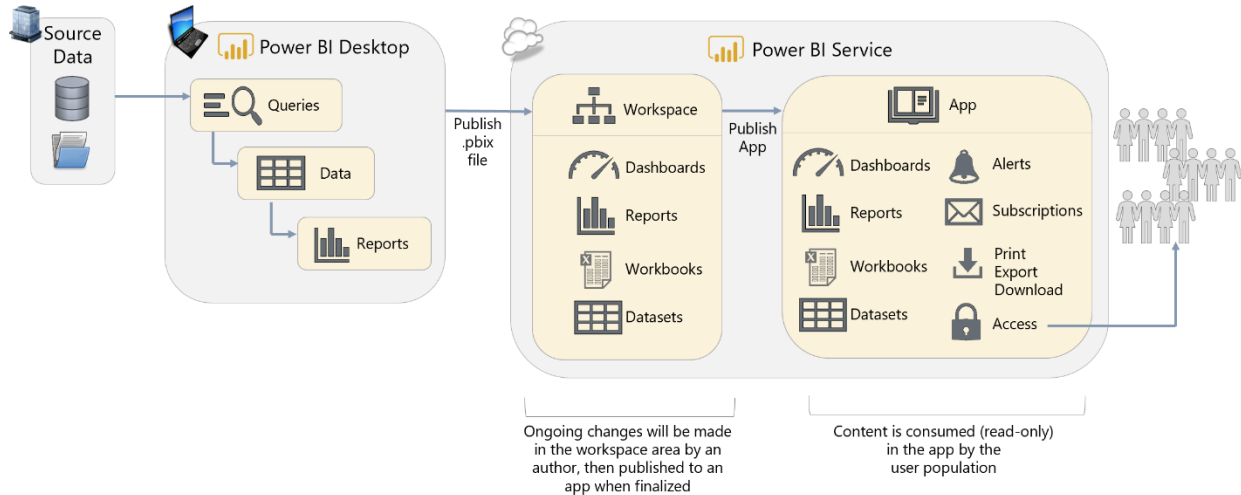 Source
Data
Power BI Desktop
Queries
Data
Reports
Publish
.pbix
file
Power BI Service
Workspace
Dashboards
Reports
Workbooks
Datasets
Publish
App
App
Dashboards
Reports
Workbooks
Datasets
Alerts
Subscriptions
Print
Export
Download
Access
Ongoing changes will be made
in the workspace area by an
author, then published to an
app when finalized
Content is consumed (read-only)
in the app by the
user population